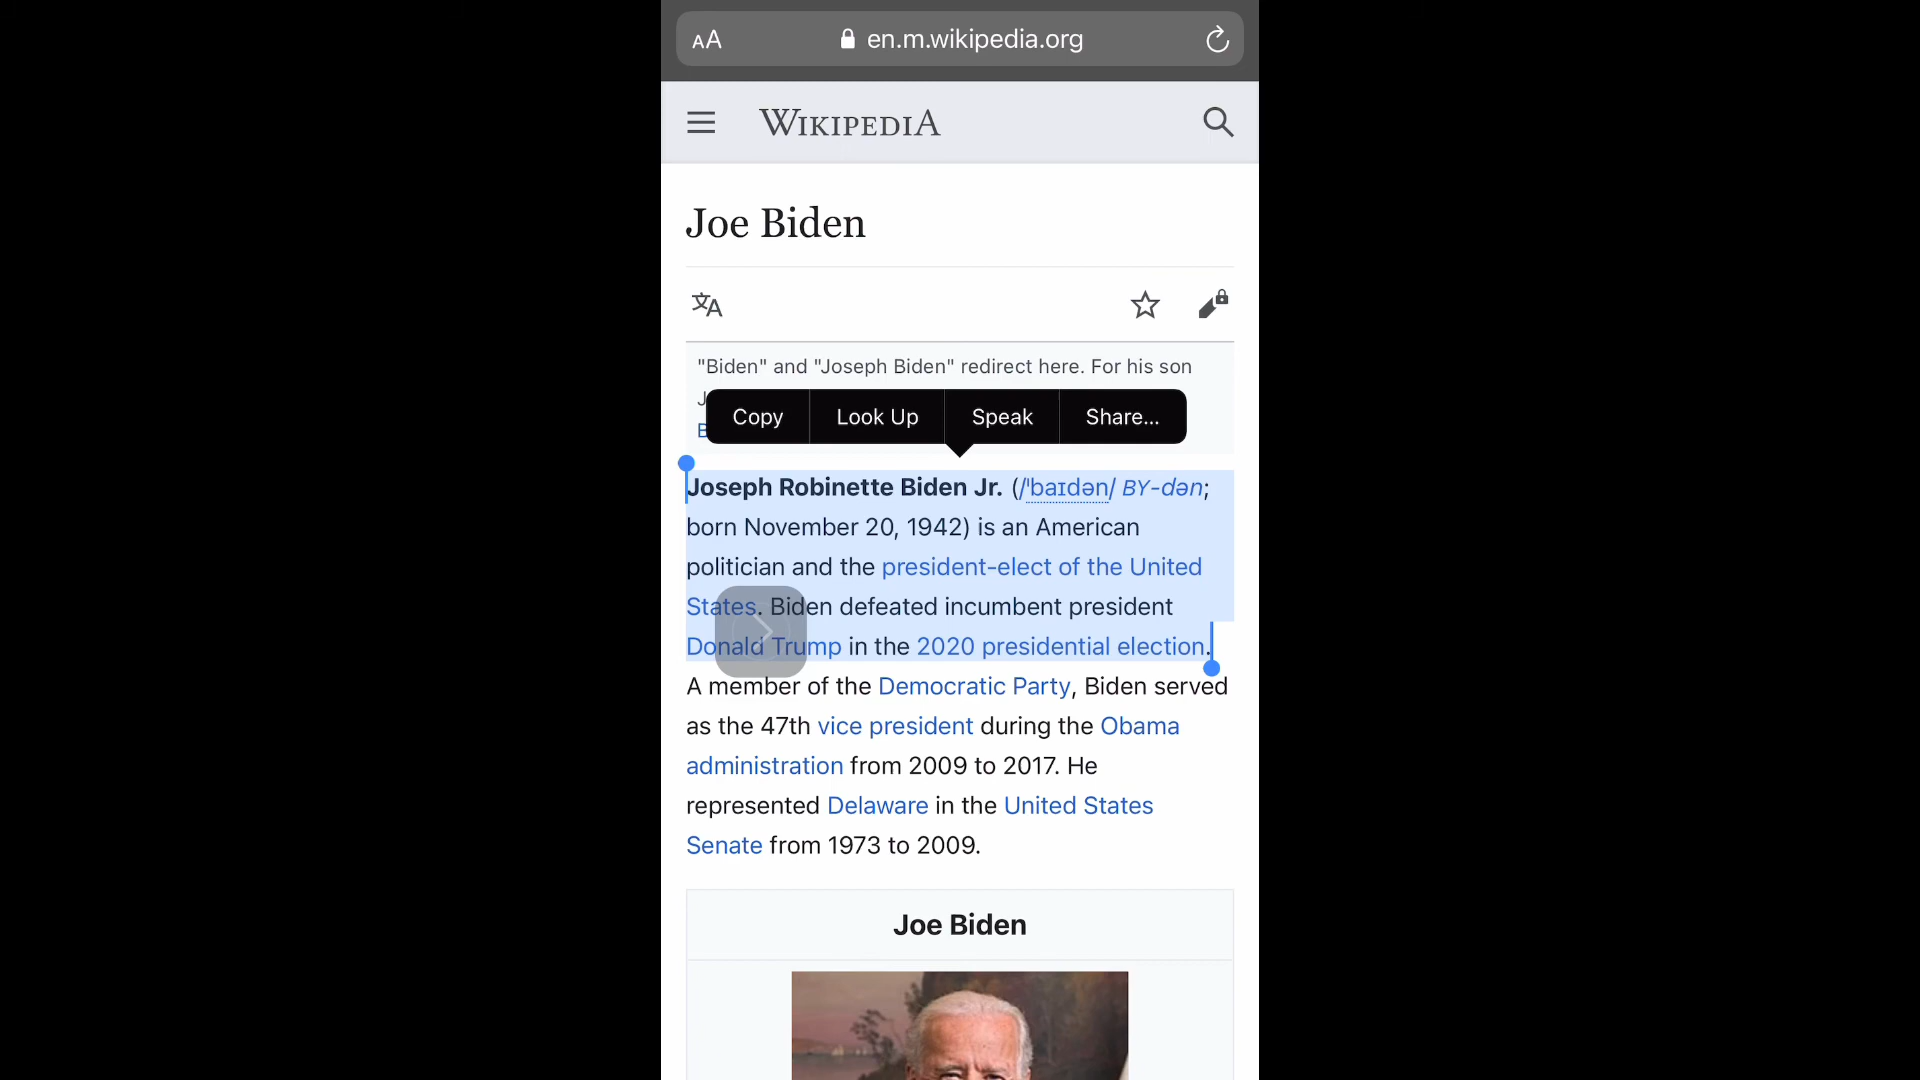 AA en.m.wikipedia.org
WIKIPEDIA
Joe Biden
文A
"Biden" and "Joseph Biden" redirect here. For his son
J
Copy Look Up Speak Share...
B
Joseph Robinette Biden Jr. (/ˈbaɪdən/ BY-dən;
born November 20, 1942) is an American
politician and the president-elect of the United
States. Biden defeated incumbent president
Donald Trump in the 2020 presidential election.
A member of the Democratic Party, Biden served
as the 47th vice president during the Obama
administration from 2009 to 2017. He
represented Delaware in the United States
Senate from 1973 to 2009.
Joe Biden